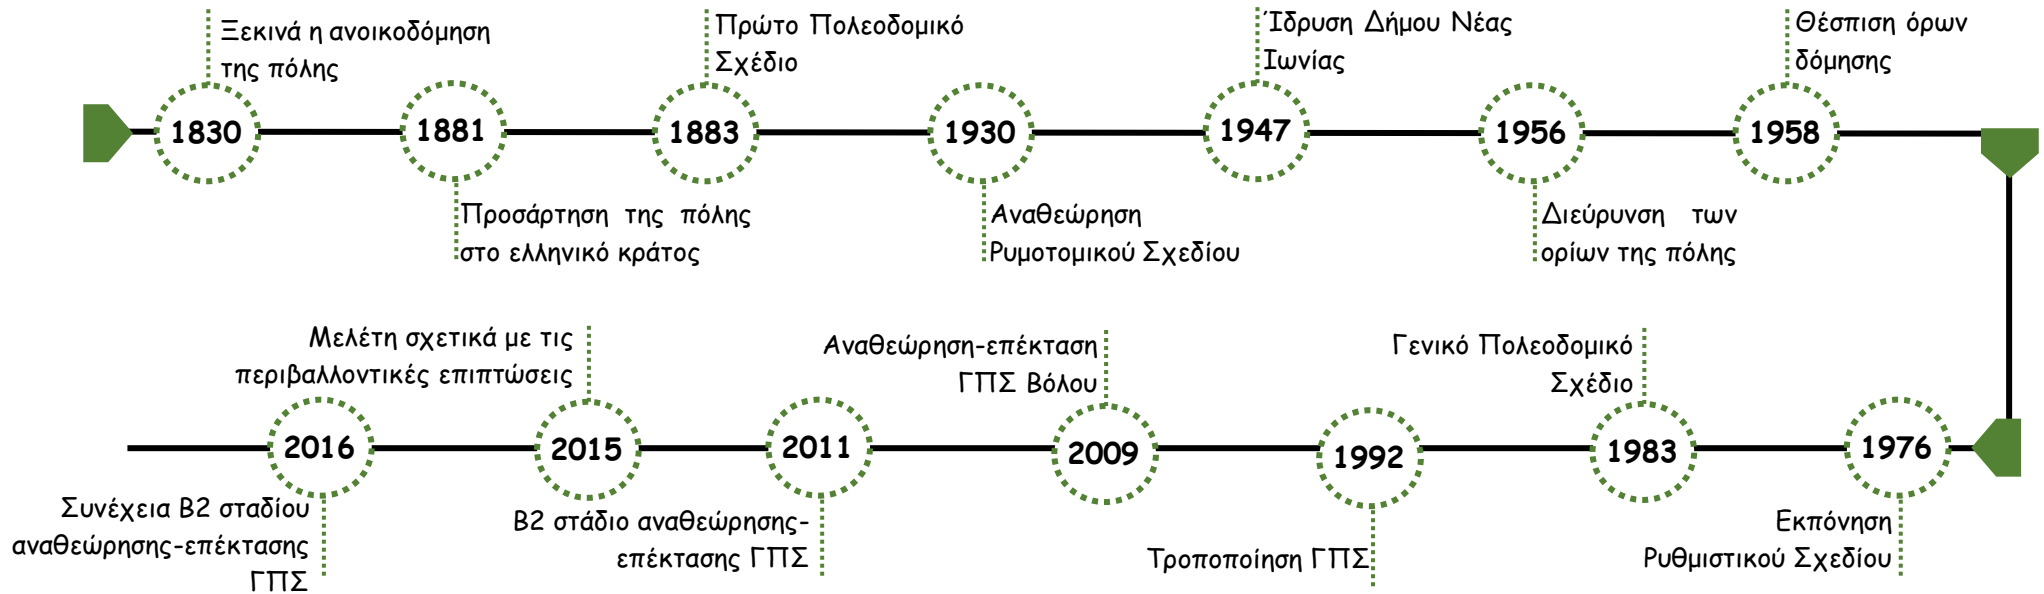 Ξεκινά η ανοικοδόμηση
της πόλης
Πρώτο Πολεοδομικό
Σχέδιο
Ίδρυση Δήμου Νέας
Ιωνίας
Θέσπιση όρων
δόμησης
1830
1881
1883
1930
1947
1956
1958
Προσάρτηση της πόλης
στο ελληνικό κράτος
Αναθεώρηση
Ρυμοτομικού Σχεδίου
Διεύρυνση των
ορίων της πόλης
Μελέτη σχετικά με τις
περιβαλλοντικές επιπτώσεις
Αναθεώρηση-επέκταση
ΓΠΣ Βόλου
Γενικό Πολεοδομικό
Σχέδιο
2016
2015
2011
2009
1992
1983
1976
Συνέχεια Β2 σταδίου
αναθεώρησης-επέκτασης
ΓΠΣ
Β2 στάδιο αναθεώρησης-
επέκτασης ΓΠΣ
Τροποποίηση ΓΠΣ
Εκπόνηση
Ρυθμιστικού Σχεδίου